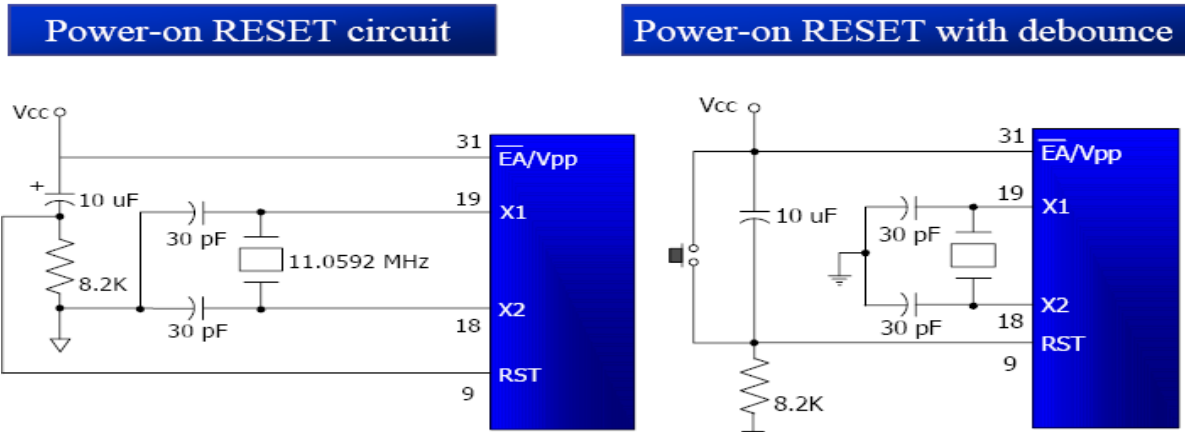 Power-on RESET circuit
Vcc
31
EA/Vpp
+
10 uF
19
X1
30 pF
11.0592 MHz
8.2K
X2
30 pF
18
RST
9
Power-on RESET with debounce
Vcc
31
EA/Vpp
19
X1
10 uF
30 pF
X2
30 pF
18
RST
9
8.2K